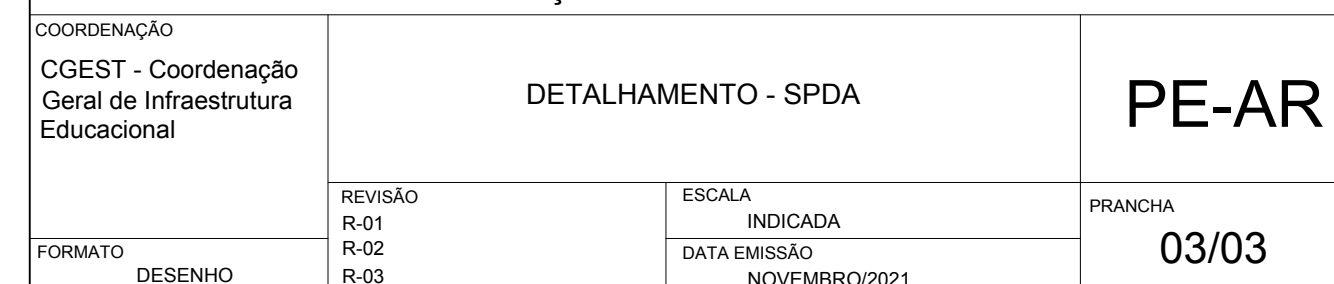 COORDENAÇÃO
CGEST - Coordenação
Geral de Infraestrutura
Educacional
DETALHAMENTO - SPDA
PE-AR
REVISÃO
R-01
R-02
R-03
ESCALA
INDICADA
PRANCHA
03/03
FORMATO
DESENHO
DATA EMISSÃO
NOVEMBRO/2021